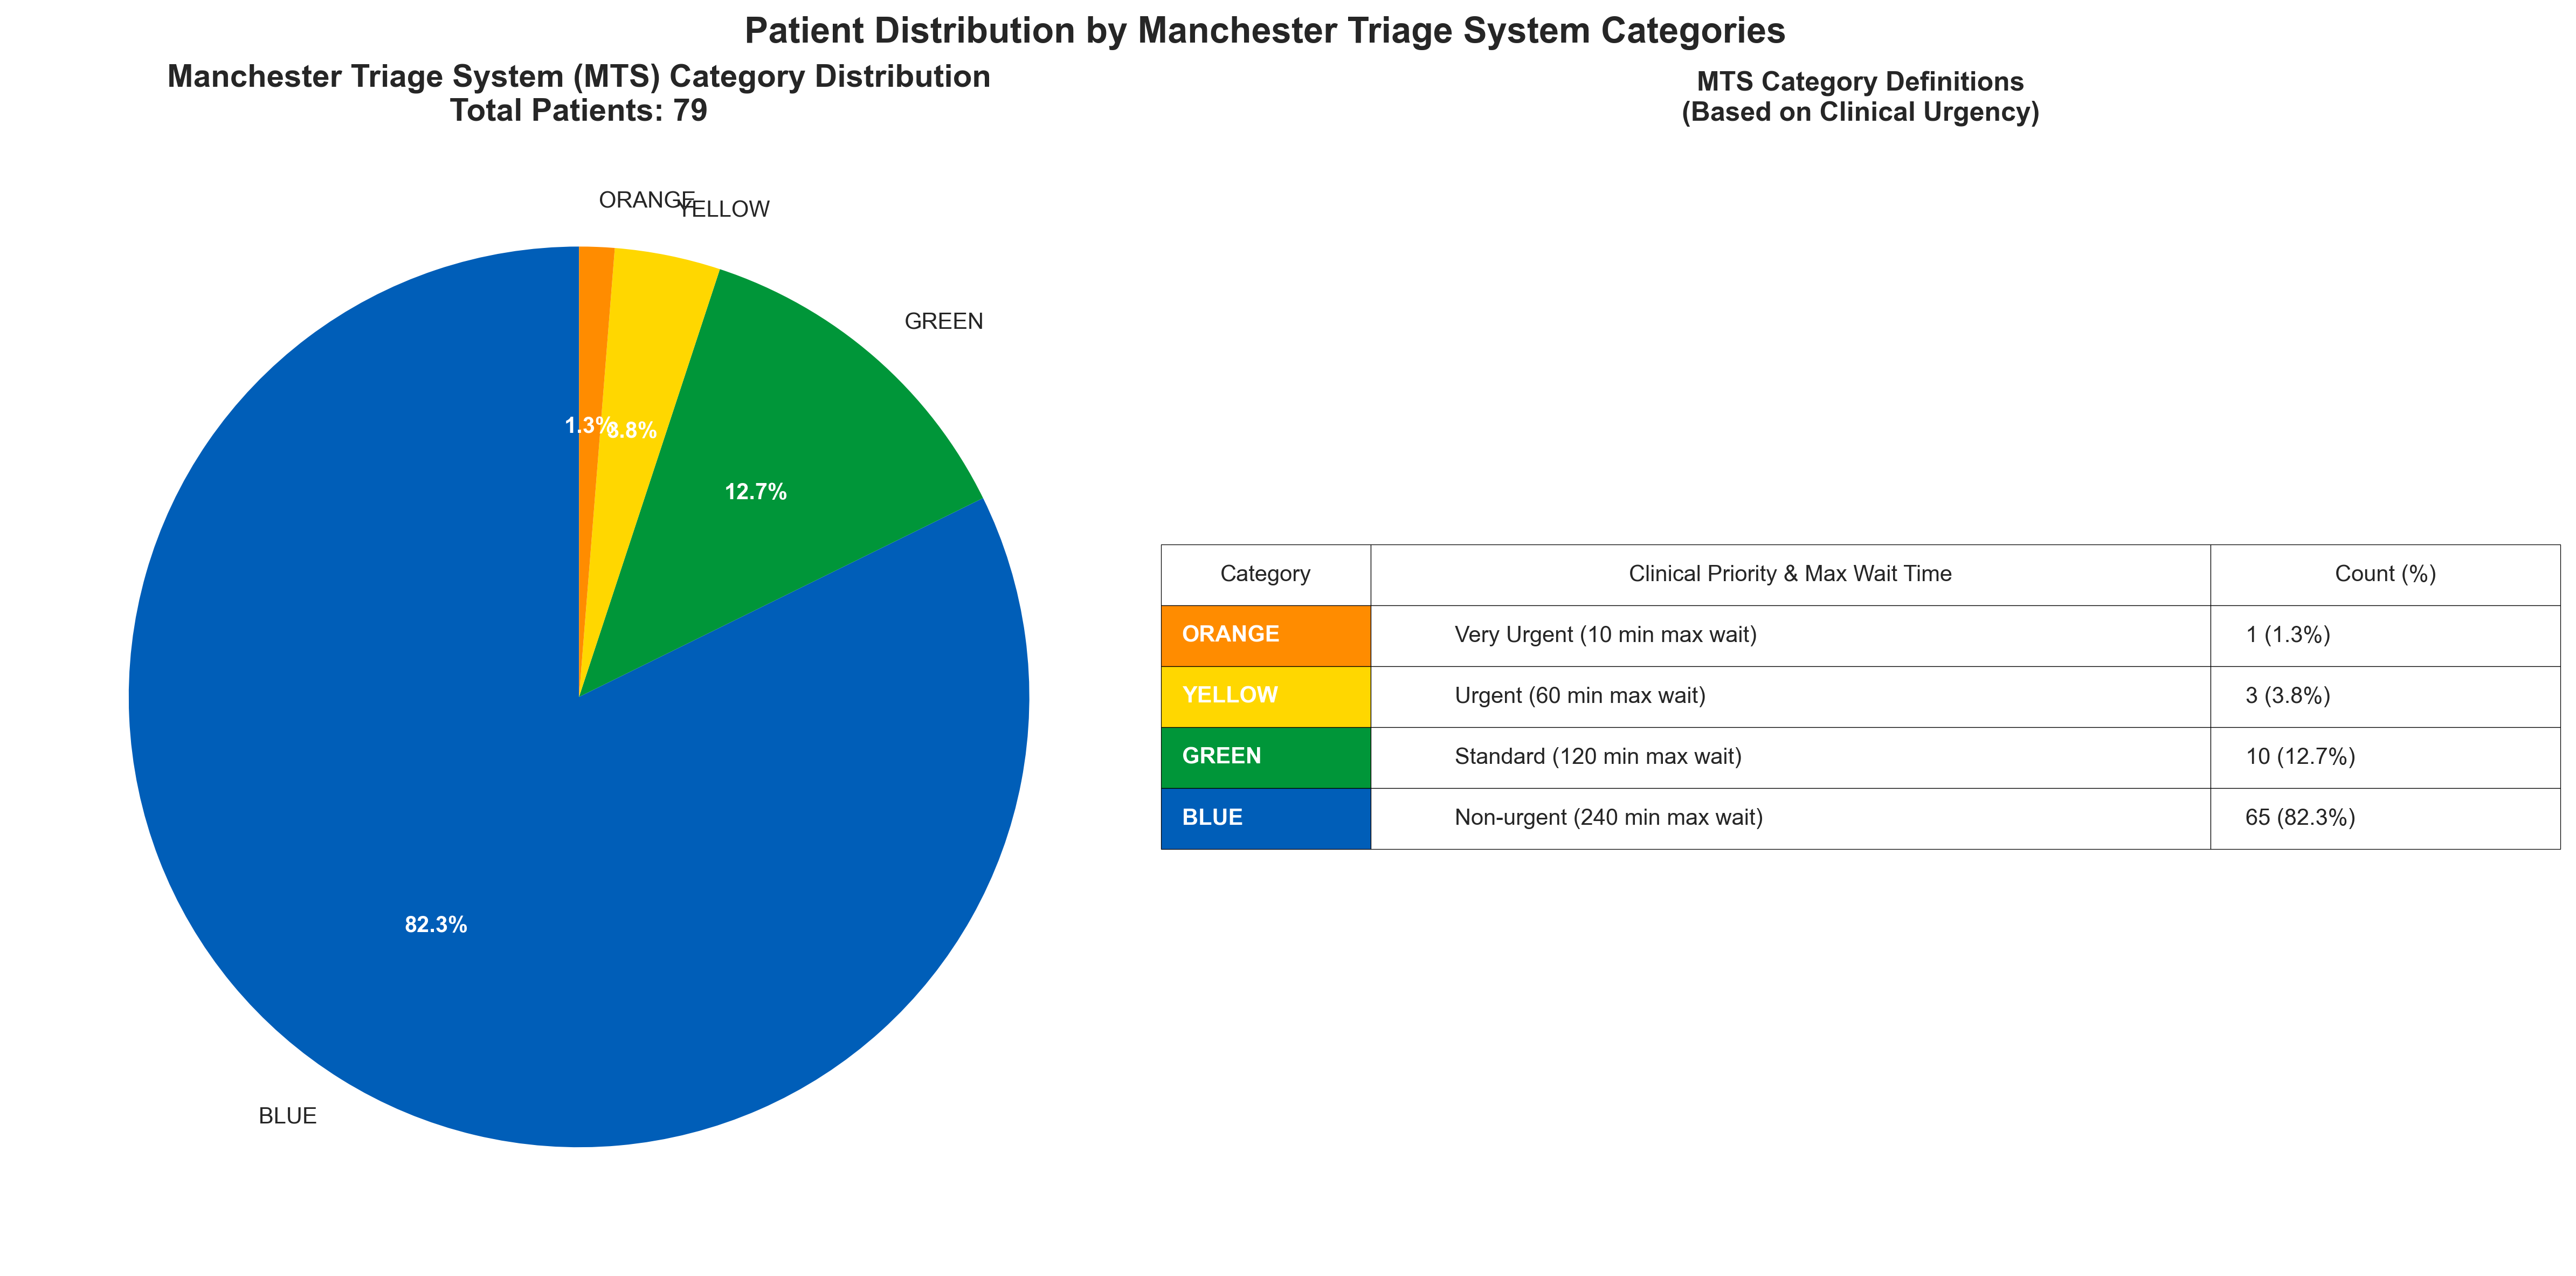 Patient Distribution by Manchester Triage System Categories
Manchester Triage System (MTS) Category Distribution
Total Patients: 79
ORANGE
YELLOW
GREEN
1.3%
3.8%
12.7%
82.3%
BLUE
MTS Category Definitions
(Based on Clinical Urgency)
Category Clinical Priority & Max Wait Time Count (%)
ORANGE Very Urgent (10 min max wait) 1 (1.3%)
YELLOW Urgent (60 min max wait) 3 (3.8%)
GREEN Standard (120 min max wait) 10 (12.7%)
BLUE Non-urgent (240 min max wait) 65 (82.3%)